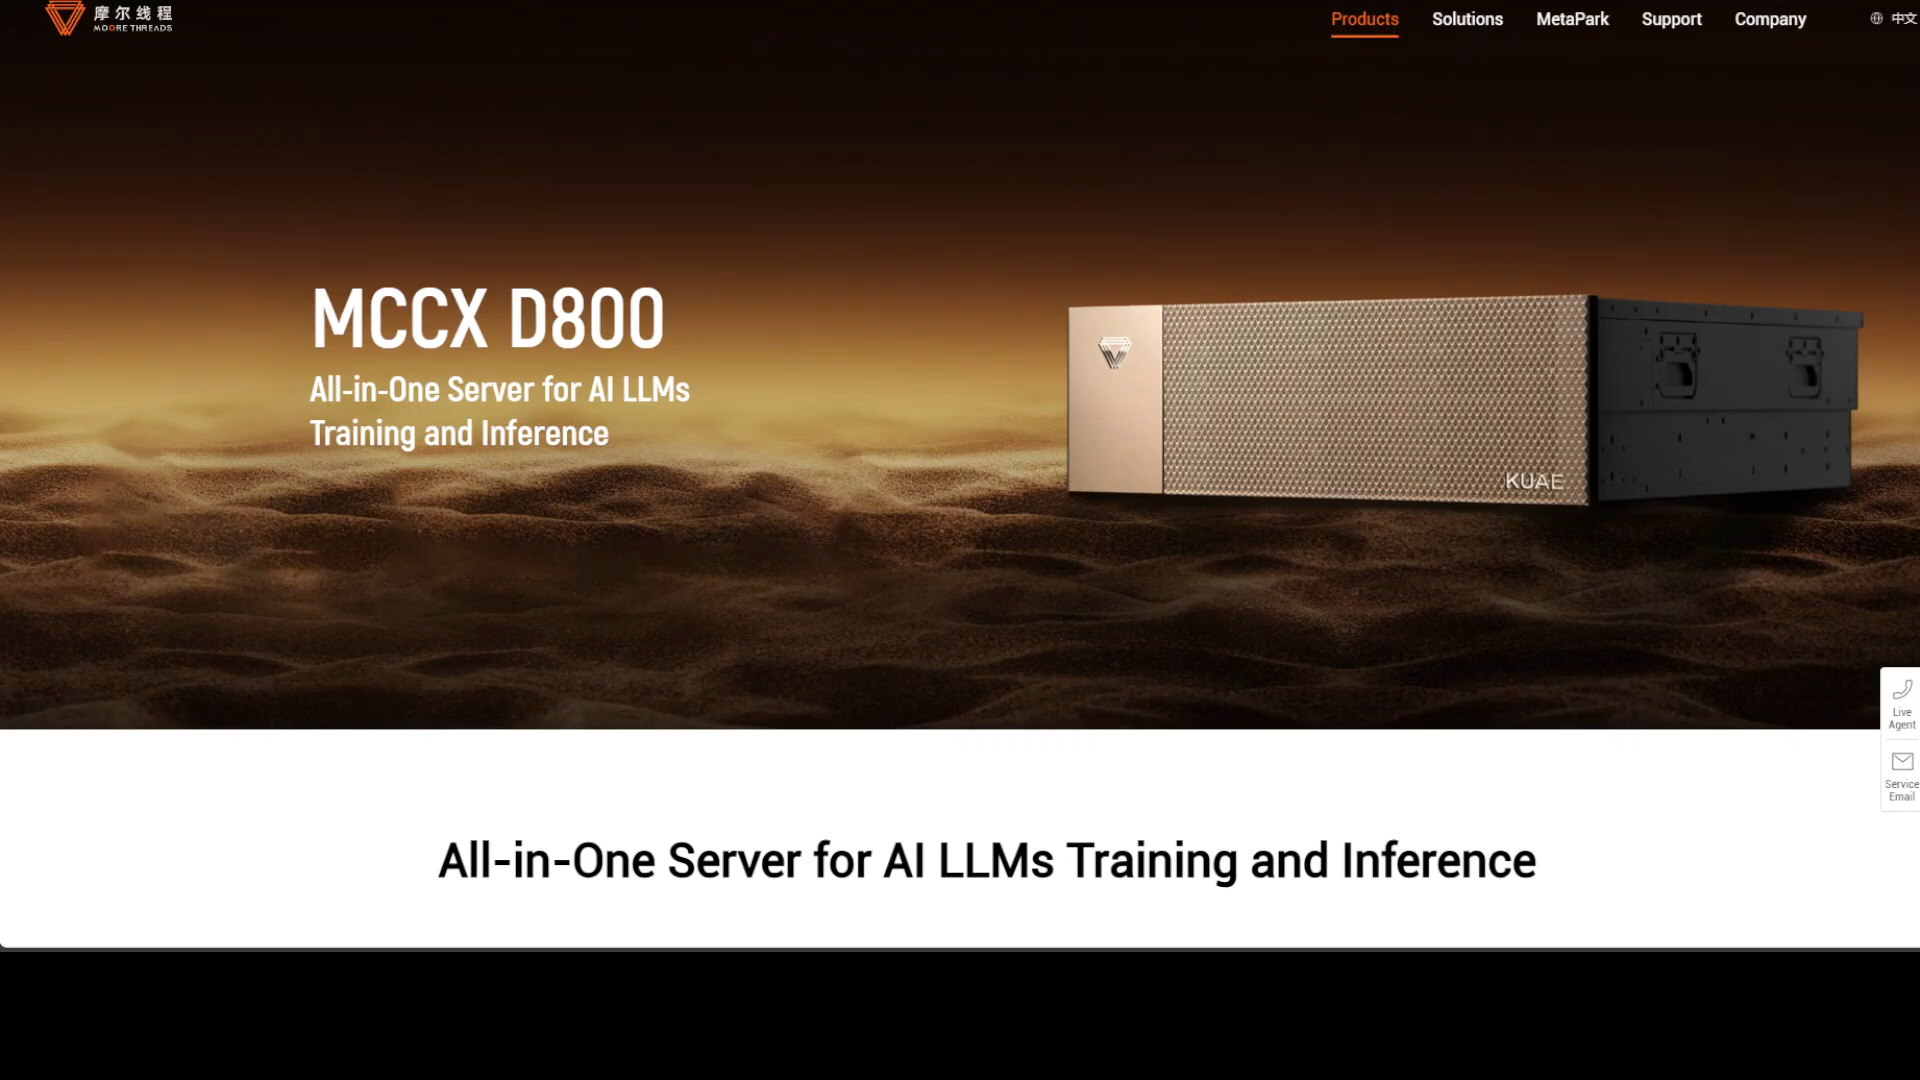 摩尔线程
MOORE THREADS
Products
Solutions
MetaPark
Support
Company
中文
MCCX D800
All-in-One Server for AI LLMs
Training and Inference
KUAE
Live
Agent
Service
Email
All-in-One Server for AI LLMs Training and Inference